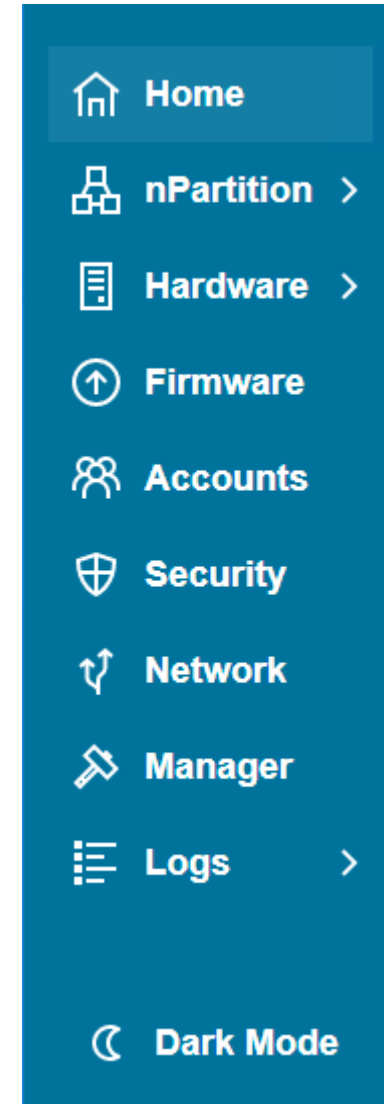 Home
nPartition
Hardware
Firmware
Accounts
Security
Network
Manager
Logs
Dark Mode